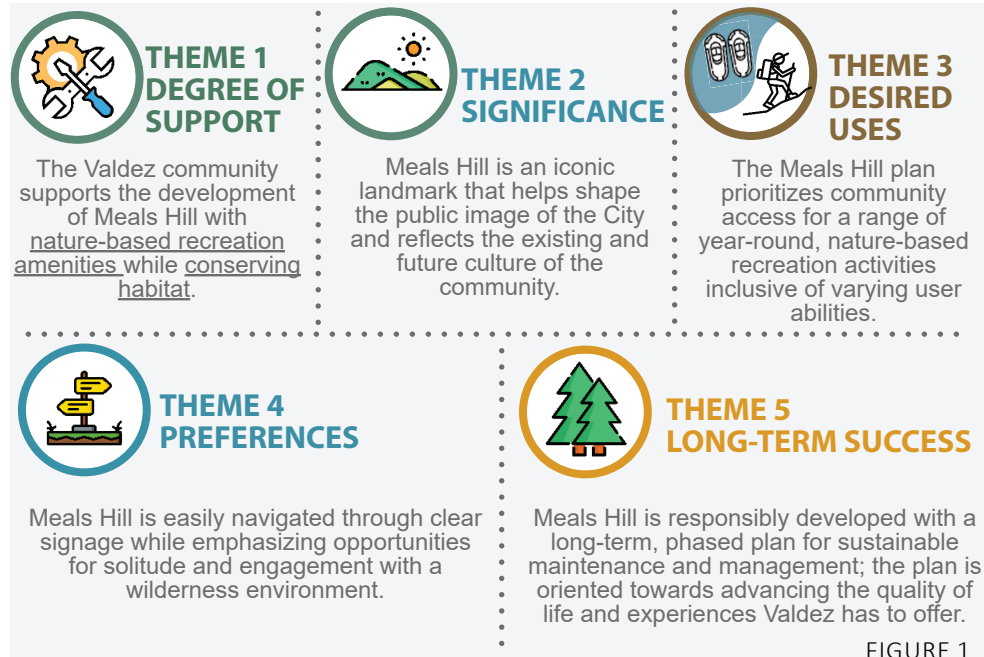 THEME 1
DEGREE OF
SUPPORT
The Valdez community
supports the development
of Meals Hill with
nature-based recreation
amenities while conserving
habitat.
THEME 2
SIGNIFICANCE
Meals Hill is an iconic
landmark that helps shape
the public image of the City
and reflects the existing and
future culture of the
community.
THEME 3
DESIRED
USES
The Meals Hill plan
prioritizes community
access for a range of
year-round, nature-based
recreation activities
inclusive of varying user
abilities.
THEME 4
PREFERENCES
Meals Hill is easily navigated through clear
signage while emphasizing opportunities
for solitude and engagement with a
wilderness environment.
THEME 5
LONG-TERM SUCCESS
Meals Hill is responsibly developed with a
long-term, phased plan for sustainable
maintenance and management; the plan is
oriented towards advancing the quality of
life and experiences Valdez has to offer.
FIGURE 1